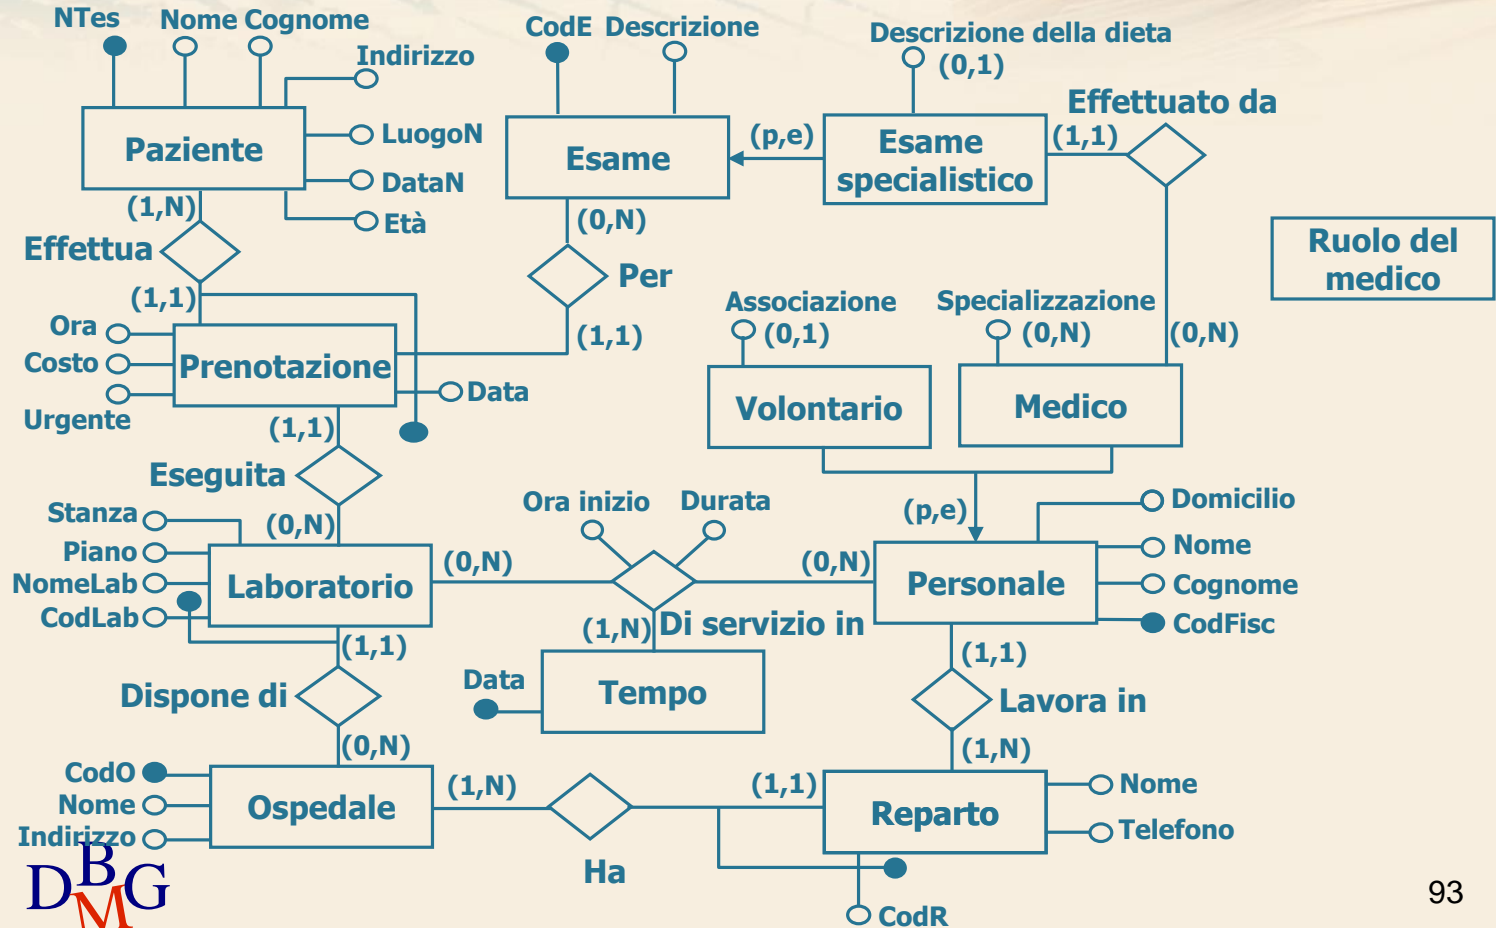 NTes
Nome Cognome
CodE Descrizione
Descrizione della dieta
(0,1)
Indirizzo
Effettuato da
Paziente
LuogoN
DataN
Età
Esame
(p,e)
Esame
specialistico
(1,1)
(1,N)
(0,N)
Effettua
Per
Ruolo del
medico
(1,1)
(1,1)
Associazione
(0,1)
Specializzazione
(0,N)
(0,N)
Ora
Costo
Urgente
Prenotazione
Data
Volontario
Medico
(1,1)
Eseguita
(0,N)
Stanza
Piano
NomeLab
CodLab
Laboratorio
(0,N)
Ora inizio
Durata
(0,N)
(p,e)
Personale
Domicilio
Nome
Cognome
CodFisc
(1,1)
(1,N)
Di servizio in
(1,1)
Dispone di
Data
Tempo
Lavora in
(0,N)
(1,N)
CodO
Nome
Indirizzo
Ospedale
(1,N)
(1,1)
Reparto
Nome
Telefono
Ha
CodR
DBMG
93